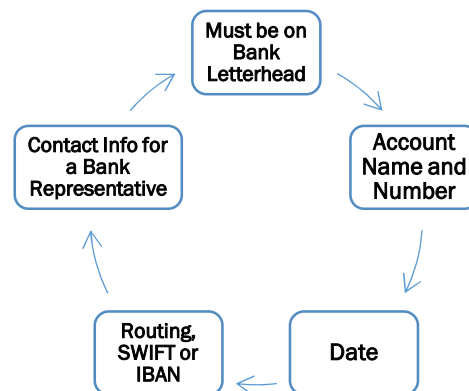 Must be on
Bank
Letterhead
Account
Name and
Number
Date
Routing,
SWIFT or
IBAN
Contact Info for
a Bank
Representative